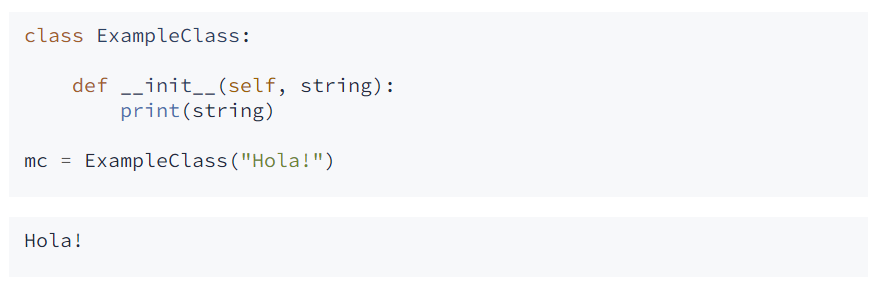 class ExampleClass:
    def __init__(self, string):
        print(string)
mc = ExampleClass("Hola!")
Hola!